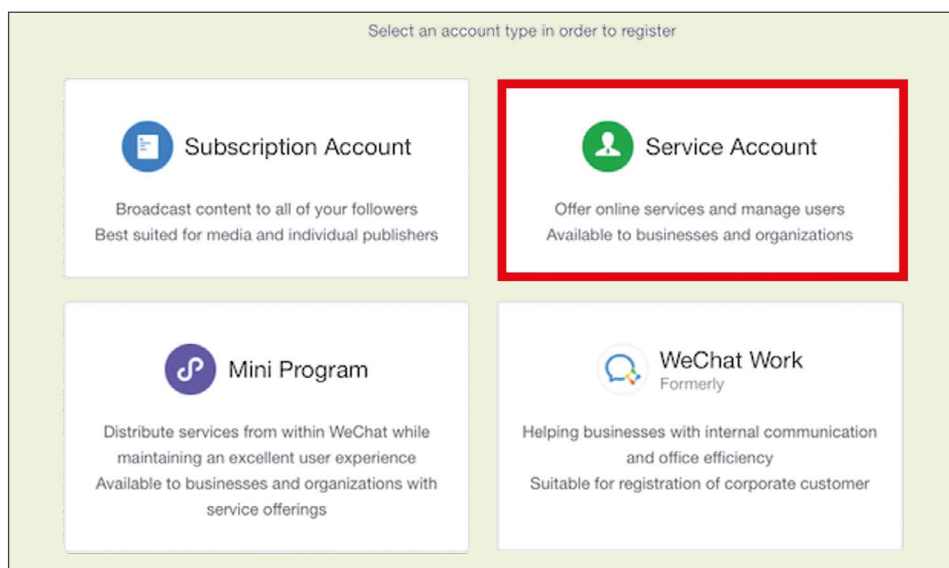 Select an account type in order to register
Subscription Account
Broadcast content to all of your followers
Best suited for media and individual publishers
Service Account
Offer online services and manage users
Available to businesses and organizations
Mini Program
Distribute services from within WeChat while
maintaining an excellent user experience
Available to businesses and organizations with
service offerings
WeChat Work
Formerly
Helping businesses with internal communication
and office efficiency
Suitable for registration of corporate customer